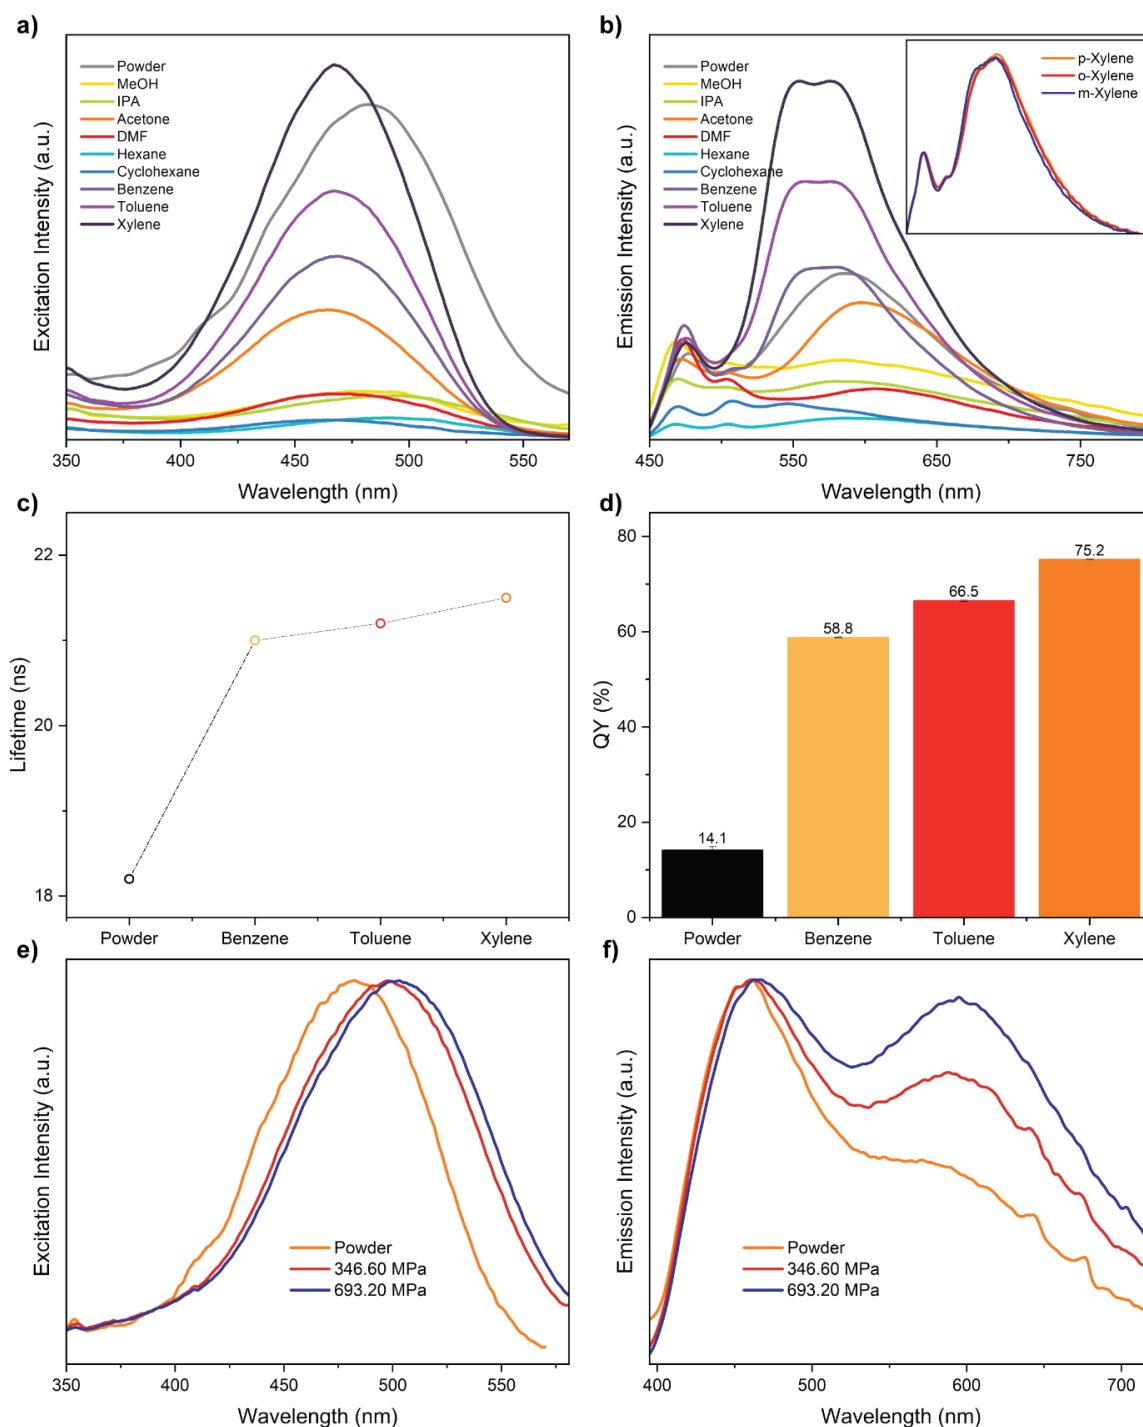 a)
Excitation Intensity (a.u.)
Powder
MeOH
IPA
Acetone
DMF
Hexane
Cyclohexane
Benzene
Toluene
Xylene
350 400 450 500 550
Wavelength (nm)
b)
Emission Intensity (a.u.)
Powder
MeOH
IPA
Acetone
DMF
Hexane
Cyclohexane
Benzene
Toluene
Xylene
p-Xylene
o-Xylene
m-Xylene
450 550 650 750
Wavelength (nm)
c)
Lifetime (ns)
22
20
18
Powder Benzene Toluene Xylene
d)
QY (%)
80
60
40
20
0
14.1
58.8
66.5
75.2
Powder Benzene Toluene Xylene
e)
Excitation Intensity (a.u.)
Powder
346.60 MPa
693.20 MPa
350 400 450 500 550
Wavelength (nm)
f)
Emission Intensity (a.u.)
Powder
346.60 MPa
693.20 MPa
400 500 600 700
Wavelength (nm)